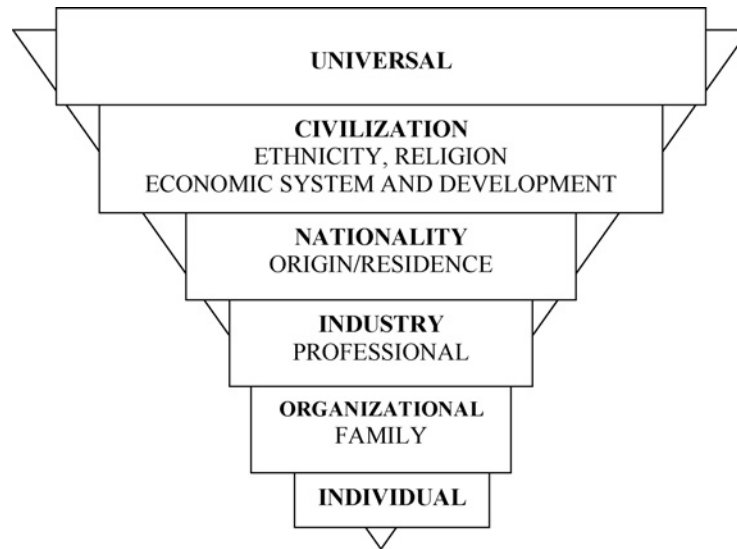 UNIVERSAL
CIVILIZATION
ETHNICITY, RELIGION
ECONOMIC SYSTEM AND DEVELOPMENT
NATIONALITY
ORIGIN/RESIDENCE
INDUSTRY
PROFESSIONAL
ORGANIZATIONAL
FAMILY
INDIVIDUAL